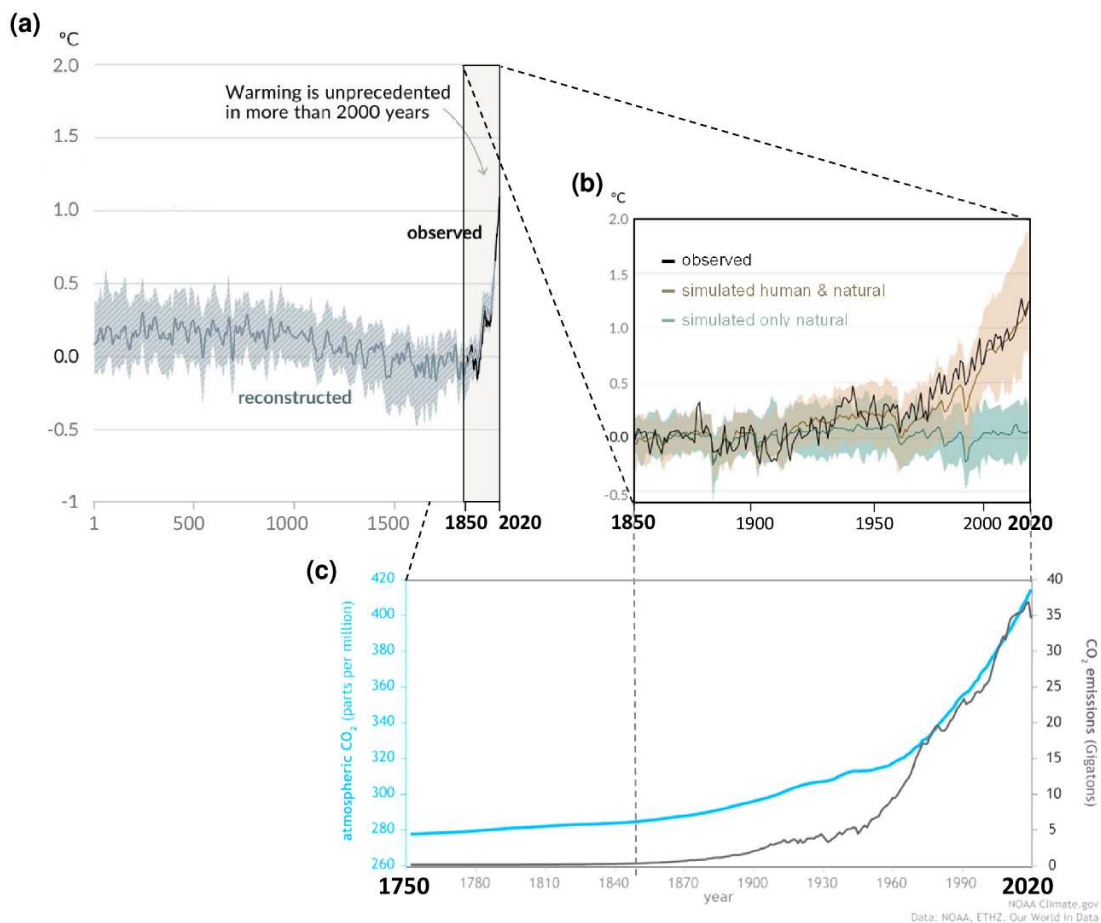 (a)
°C
2.0
1.5
1.0
0.5
0.0
-0.5
-1
Warming is unprecedented
in more than 2000 years
observed
reconstructed
1 500 1000 1500 1850 2020
(b)
°C
2.0
1.5
1.0
0.5
0.0
-0.5
observed
simulated human & natural
simulated only natural
1850 1900 1950 2000 2020
(c)
atmospheric CO₂ (parts per million)
420
400
380
360
340
320
300
280
260
40
35
30
25
20
15
10
5
0
CO₂ emissions (Gigatons)
1750 1780 1810 1840 1870 1900 1930 1960 1990 2020
year
NOAA Climate.gov
Data: NOAA, ETHZ, Our World in Data